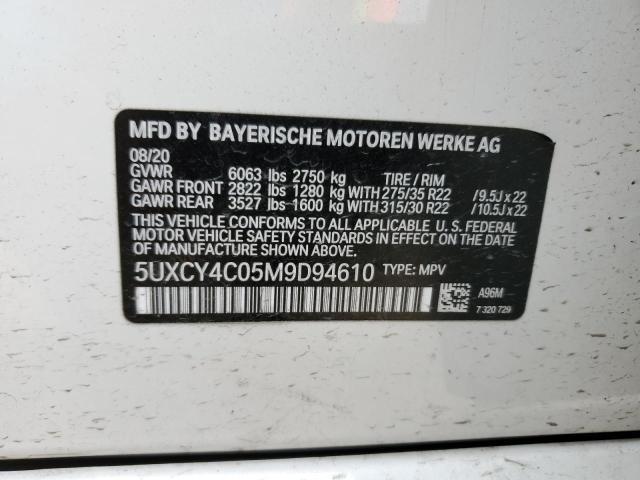 MFD BY BAYERISCHE MOTOREN WERKE AG
08/20
GVWR 6063 lbs 2750 kg TIRE / RIM
GAWR FRONT 2822 lbs 1280 kg WITH 275/35 R22 / 9.5J x 22
GAWR REAR 3527 lbs 1600 kg WITH 315/30 R22 / 10.5J x 22
THIS VEHICLE CONFORMS TO ALL APPLICABLE U. S. FEDERAL
MOTOR VEHICLE SAFETY STANDARDS IN EFFECT ON THE DATE
OF MANUFACTURE SHOWN ABOVE.
5UXCY4C05M9D94610 TYPE: MPV
A96M
7 320 729